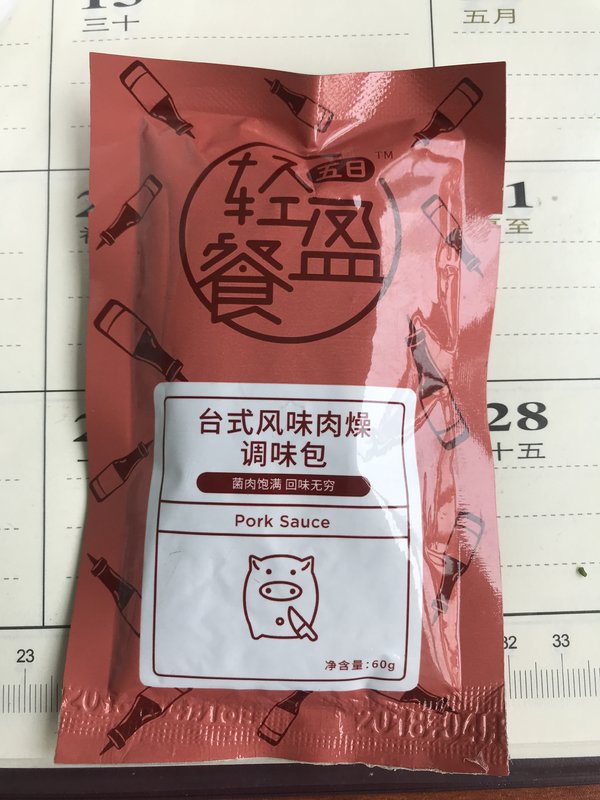 三十
五月
五日
TM
轻盈
餐
1
至
台式风味肉燥
调味包
28
十五
菌肉饱满 回味无穷
Pork Sauce
净含量:60g
23
32
33